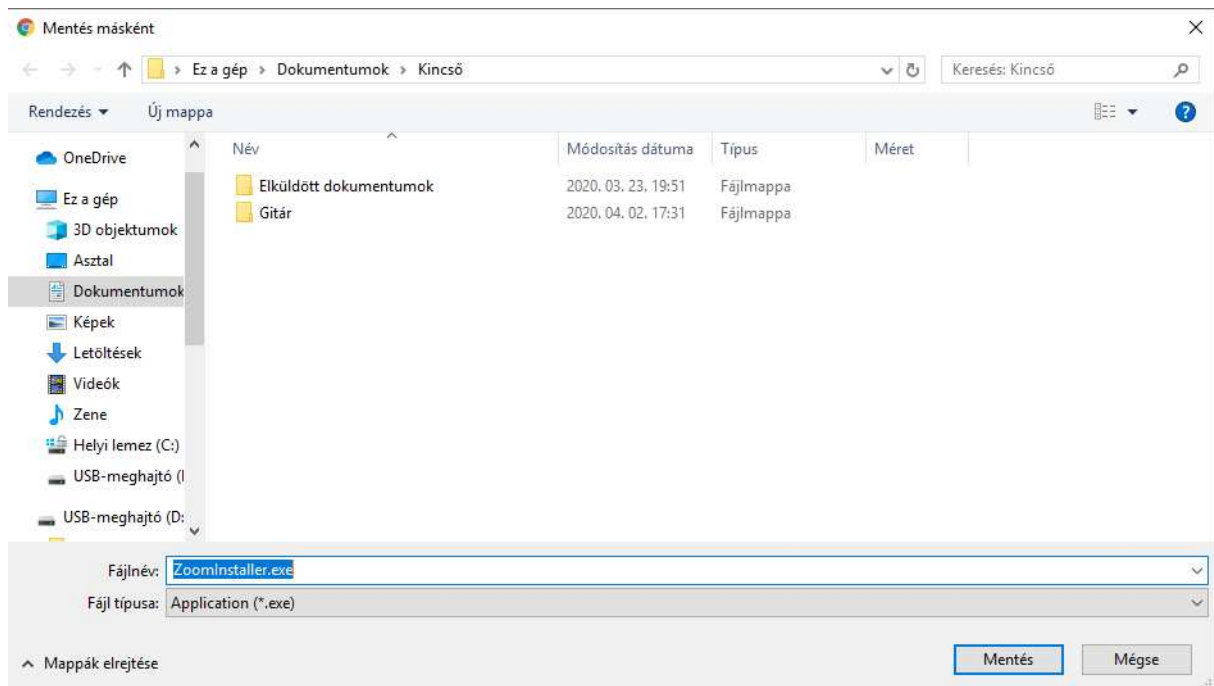 Mentés másként
Ez a gép > Dokumentumok > Kincső
Keresés: Kincső
Rendezés Új mappa
Név Módosítás dátuma Típus Méret
Elküldött dokumentumok 2020. 03. 23. 19:51 Fájlmappa
Gitár 2020. 04. 02. 17:31 Fájlmappa
OneDrive
Ez a gép
3D objektumok
Asztal
Dokumentumok
Képek
Letöltések
Videók
Zene
Helyi lemez (C:)
USB-meghajtó (
USB-meghajtó (D:
Fájlnév: ZoomInstaller.exe
Fájl típusa: Application (*.exe)
Mappák elrejtése
Mentés Mégse